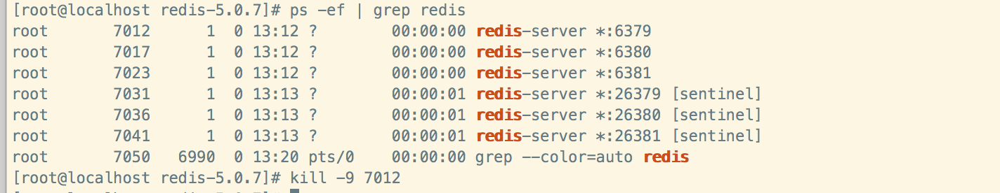 [root@localhost redis-5.0.7]# ps -ef | grep redis
root       7012      1  0 13:12 ?        00:00:00 redis-server *:6379
root       7017      1  0 13:12 ?        00:00:00 redis-server *:6380
root       7023      1  0 13:12 ?        00:00:00 redis-server *:6381
root       7031      1  0 13:13 ?        00:00:01 redis-server *:26379 [sentinel]
root       7036      1  0 13:13 ?        00:00:01 redis-server *:26380 [sentinel]
root       7041      1  0 13:13 ?        00:00:01 redis-server *:26381 [sentinel]
root       7050   6990  0 13:20 pts/0    00:00:00 grep --color=auto redis
[root@localhost redis-5.0.7]# kill -9 7012